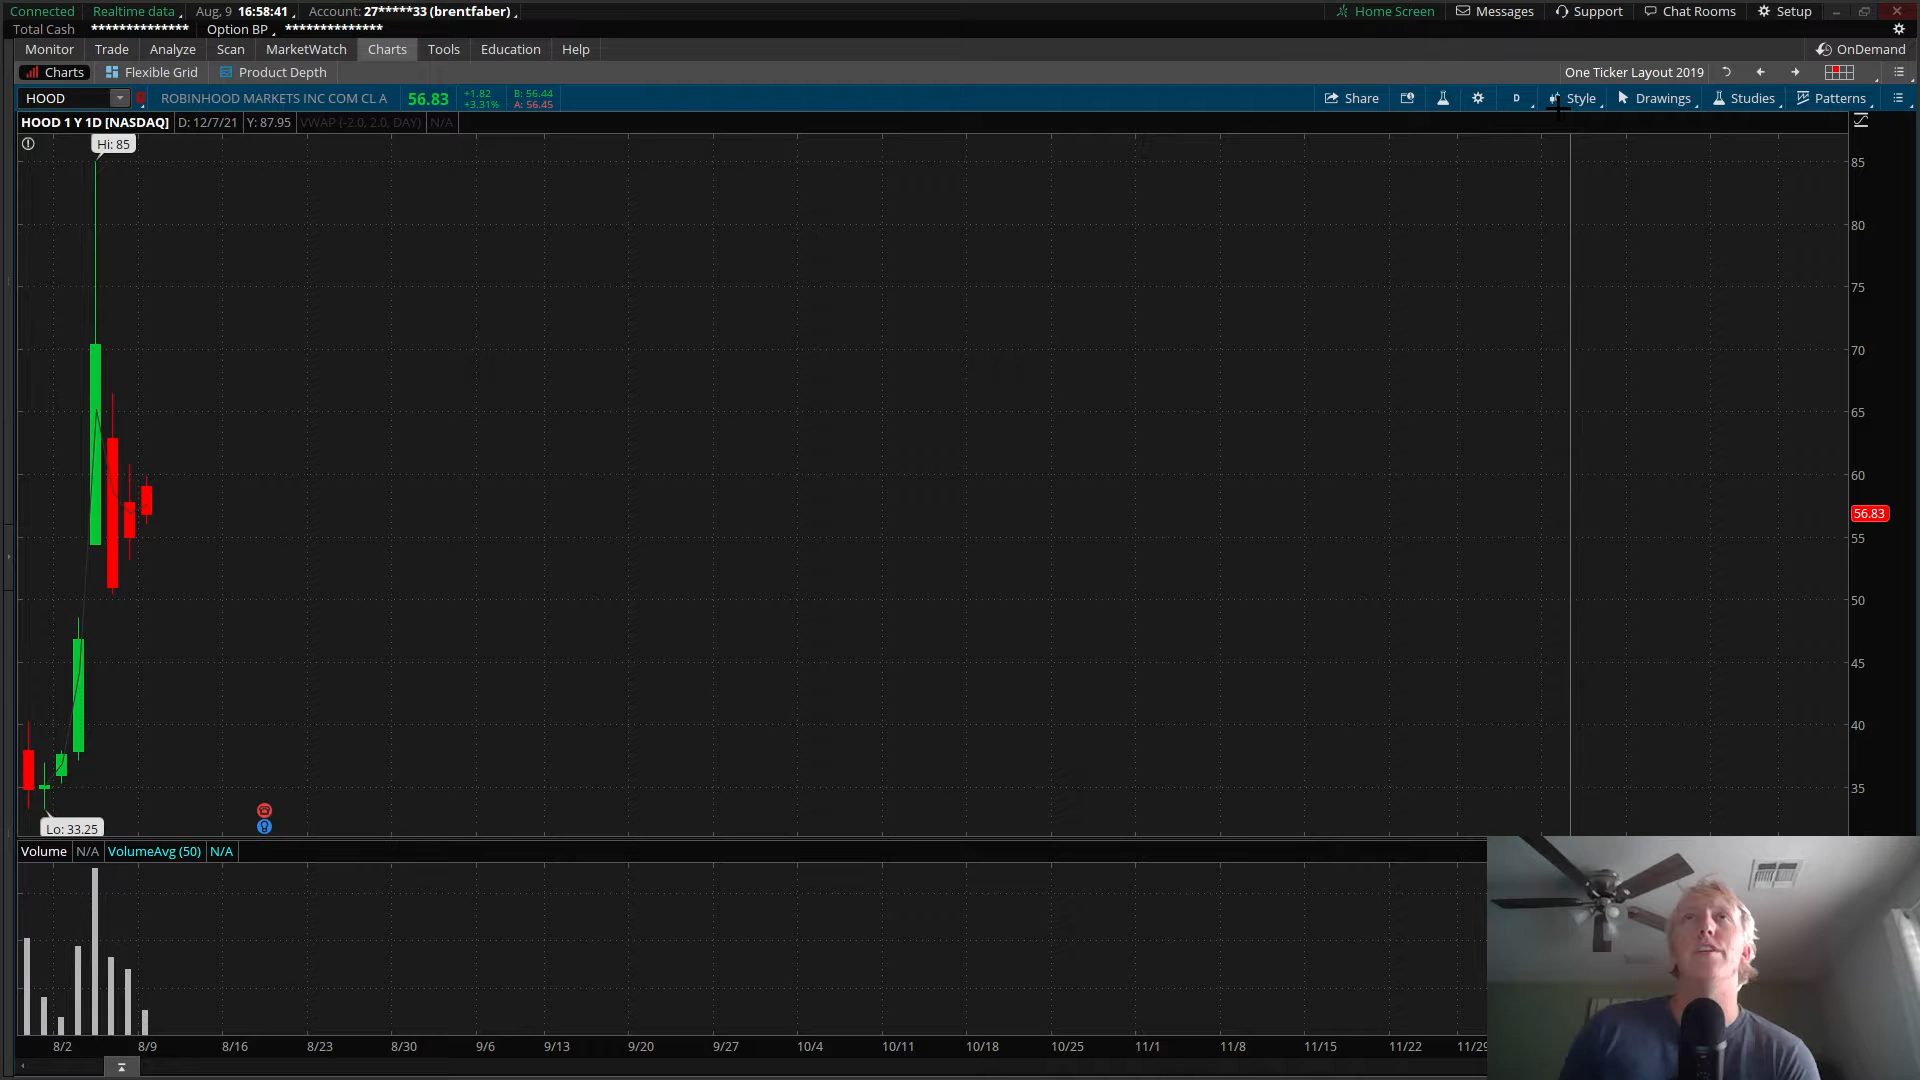 Connected Realtime data Aug, 9 16:58:41 Account: 27*****33 (brentfaber) Home Screen Messages Support Chat Rooms Setup
Total Cash ************** Option BP **************
Monitor Trade Analyze Scan MarketWatch Charts Tools Education Help OnDemand
Charts Flexible Grid Product Depth One Ticker Layout 2019
HOOD ROBINHOOD MARKETS INC COM CL A 56.83 +1.82 +3.31% B: 56.44 A: 56.45 Share D Style Drawings Studies Patterns
HOOD 1 Y 1D [NASDAQ] D: 12/7/21 Y: 87.95 VWAP (-2.0, 2.0, DAY) N/A
Hi: 85
85
80
75
70
65
60
56.83
55
50
45
40
35
Lo: 33.25
Volume N/A VolumeAvg (50) N/A
8/2 8/9 8/16 8/23 8/30 9/6 9/13 9/20 9/27 10/4 10/11 10/18 10/25 11/1 11/8 11/15 11/22 11/29